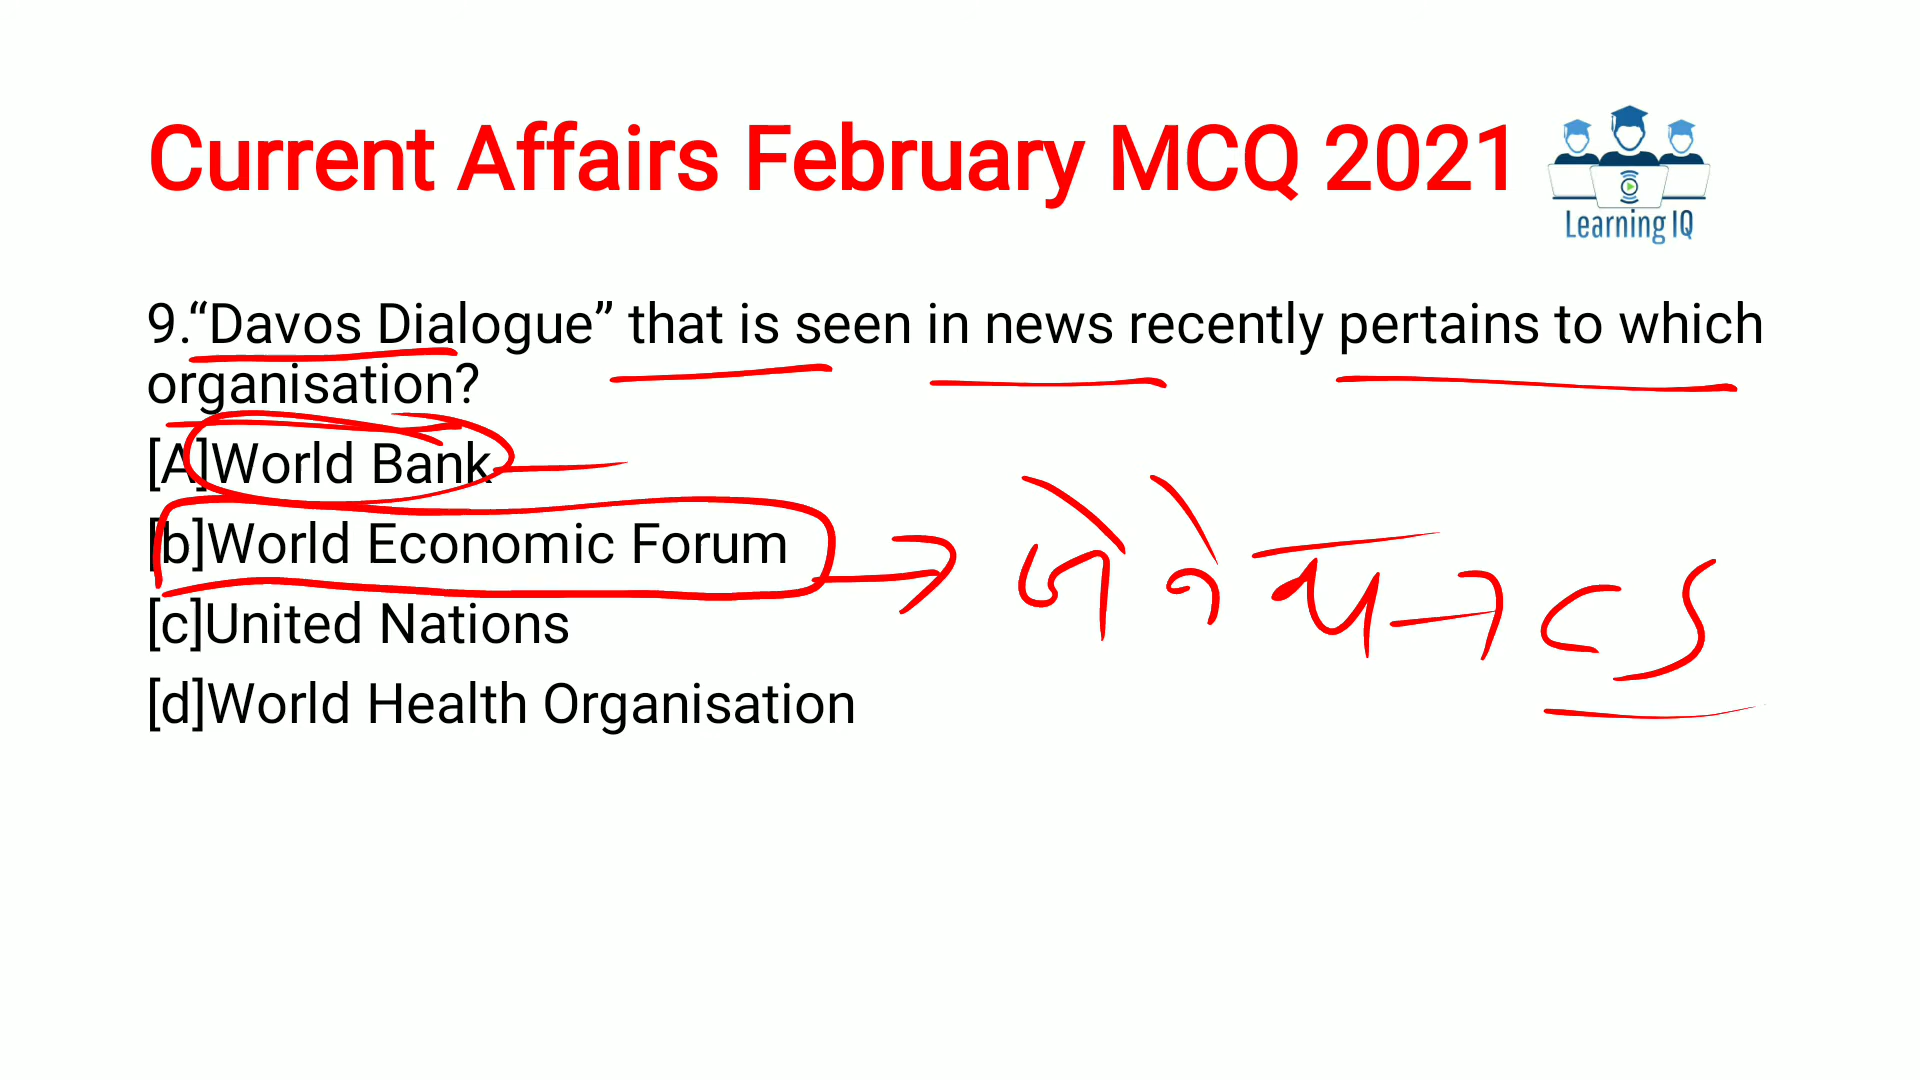 Current Affairs February MCQ 2021
Learning IQ
9.“Davos Dialogue” that is seen in news recently pertains to which
organisation?
[A]World Bank
[b]World Economic Forum
[c]United Nations
[d]World Health Organisation